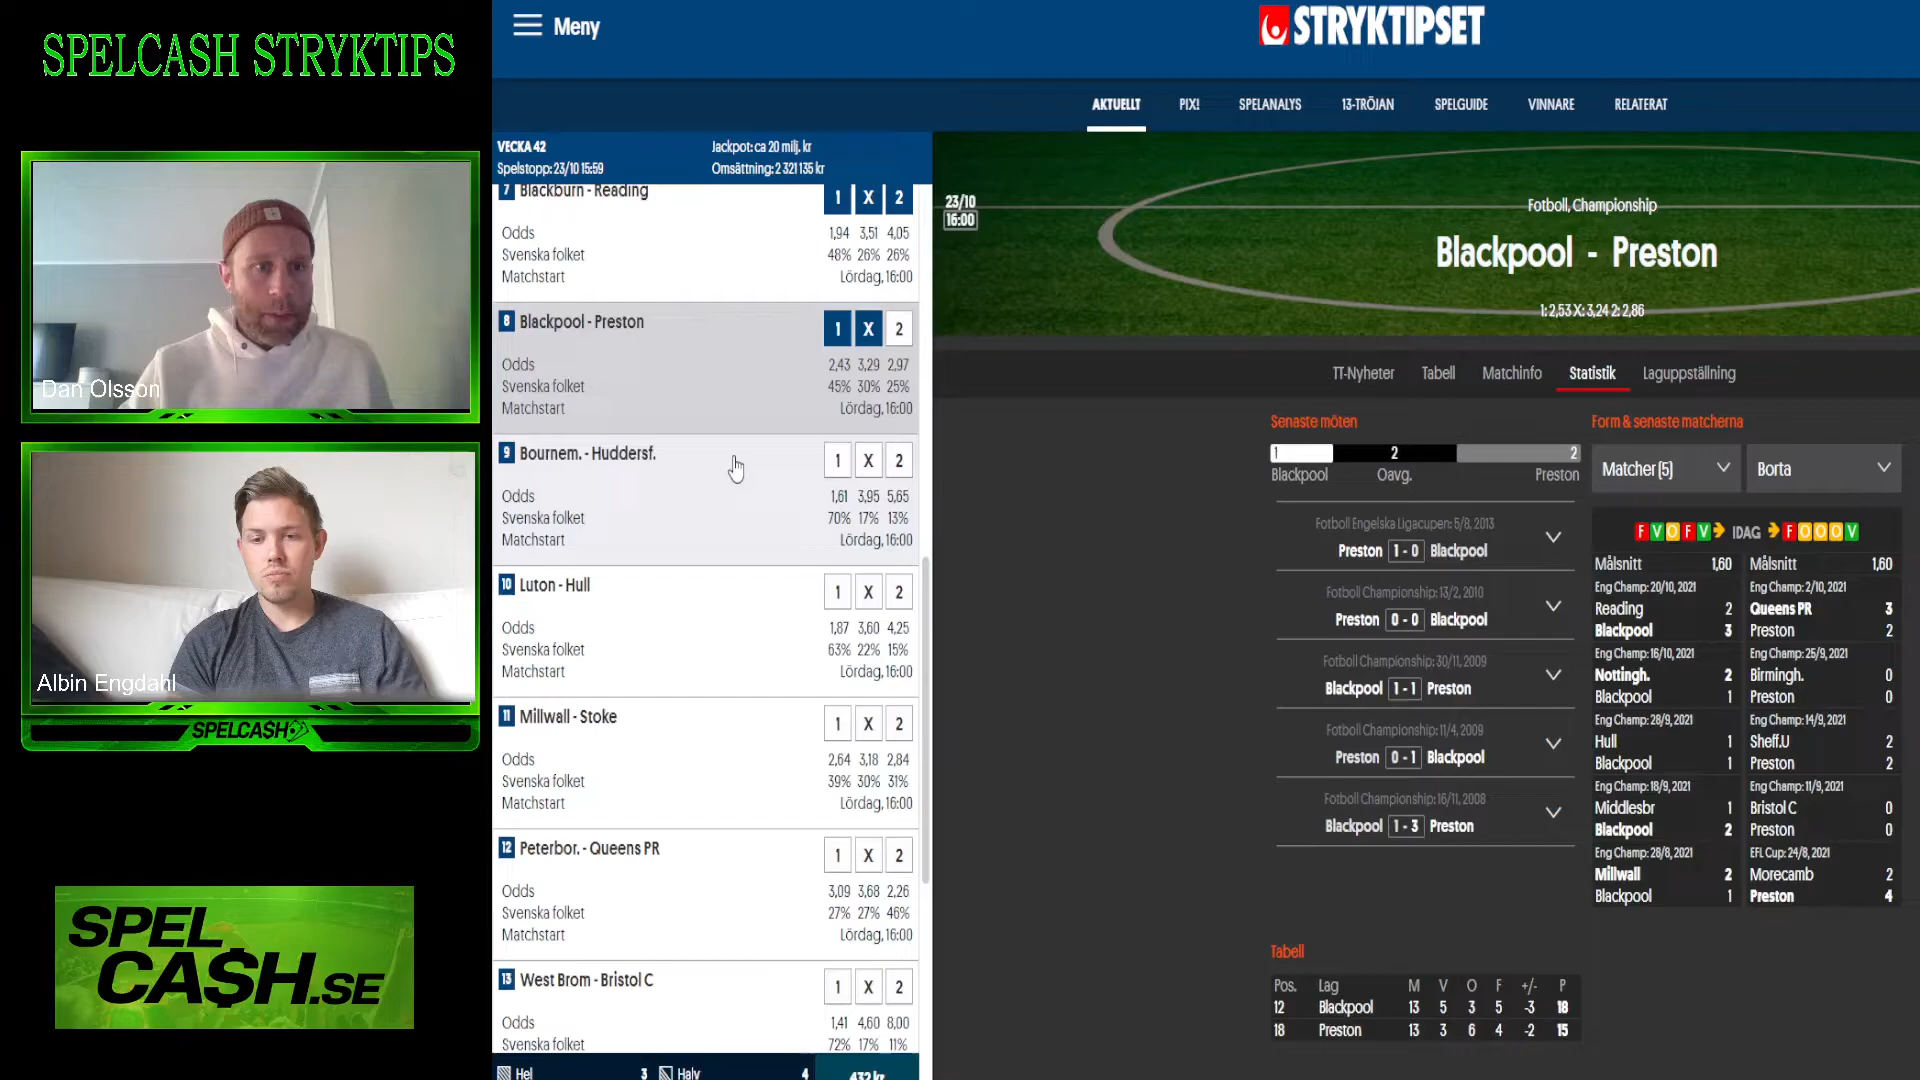 SPELCASH STRYKTIPS
Dan Olsson
Albin Engdahl
SPELCA$H
SPEL
CA$H.SE
Meny
STRYKTIPSET
AKTUELLT PIX! SPELANALYS 13-TRÖJAN SPELGUIDE VINNARE RELATERAT
VECKA 42 Jackpot: ca 20 milj. kr
Spelstopp: 23/10 15:59 Omsättning: 2 321 135 kr
7 Blackburn - Reading 1 X 2
Odds 1,94 3,51 4,05
Svenska folket 48% 26% 26%
Matchstart Lördag, 16:00
8 Blackpool - Preston 1 X 2
Odds 2,43 3,29 2,97
Svenska folket 45% 30% 25%
Matchstart Lördag, 16:00
9 Bournem. - Huddersf. 1 X 2
Odds 1,61 3,95 5,65
Svenska folket 70% 17% 13%
Matchstart Lördag, 16:00
10 Luton - Hull 1 X 2
Odds 1,87 3,60 4,25
Svenska folket 63% 22% 15%
Matchstart Lördag, 16:00
11 Millwall - Stoke 1 X 2
Odds 2,64 3,18 2,84
Svenska folket 39% 30% 31%
Matchstart Lördag, 16:00
12 Peterbor. - Queens PR 1 X 2
Odds 3,09 3,68 2,26
Svenska folket 27% 27% 46%
Matchstart Lördag, 16:00
13 West Brom - Bristol C 1 X 2
Odds 1,41 4,60 8,00
Svenska folket 72% 17% 11%
Hel 3 Halv 4 432 kr
23/10
16:00
Fotboll, Championship
Blackpool - Preston
1: 2,53 X: 3,24 2: 2,86
TT-Nyheter Tabell Matchinfo Statistik Laguppställning
Senaste möten
1 2 2
Blackpool Oavg. Preston
Fotboll Engelska Ligacupen: 5/8, 2013
Preston 1 - 0 Blackpool
Fotboll Championship: 13/2, 2010
Preston 0 - 0 Blackpool
Fotboll Championship: 30/11, 2009
Blackpool 1 - 1 Preston
Fotboll Championship: 11/4, 2009
Preston 0 - 1 Blackpool
Fotboll Championship: 16/11, 2008
Blackpool 1 - 3 Preston
Form & senaste matcherna
Matcher (5) Borta
F V O F V IDAG F O O O V
Målsnitt 1,60 Målsnitt 1,60
Eng Champ: 20/10, 2021 Eng Champ: 2/10, 2021
Reading 2 Queens PR 3
Blackpool 3 Preston 2
Eng Champ: 16/10, 2021 Eng Champ: 25/9, 2021
Nottingh. 2 Birmingh. 0
Blackpool 1 Preston 0
Eng Champ: 28/9, 2021 Eng Champ: 14/9, 2021
Hull 1 Sheff.U 2
Blackpool 1 Preston 2
Eng Champ: 18/9, 2021 Eng Champ: 11/9, 2021
Middlesbr 1 Bristol C 0
Blackpool 2 Preston 0
Eng Champ: 28/8, 2021 EFL Cup: 24/8, 2021
Millwall 2 Morecamb 2
Blackpool 1 Preston 4
Tabell
Pos. Lag M V O F +/- P
12 Blackpool 13 5 3 5 -3 18
18 Preston 13 3 6 4 -2 15